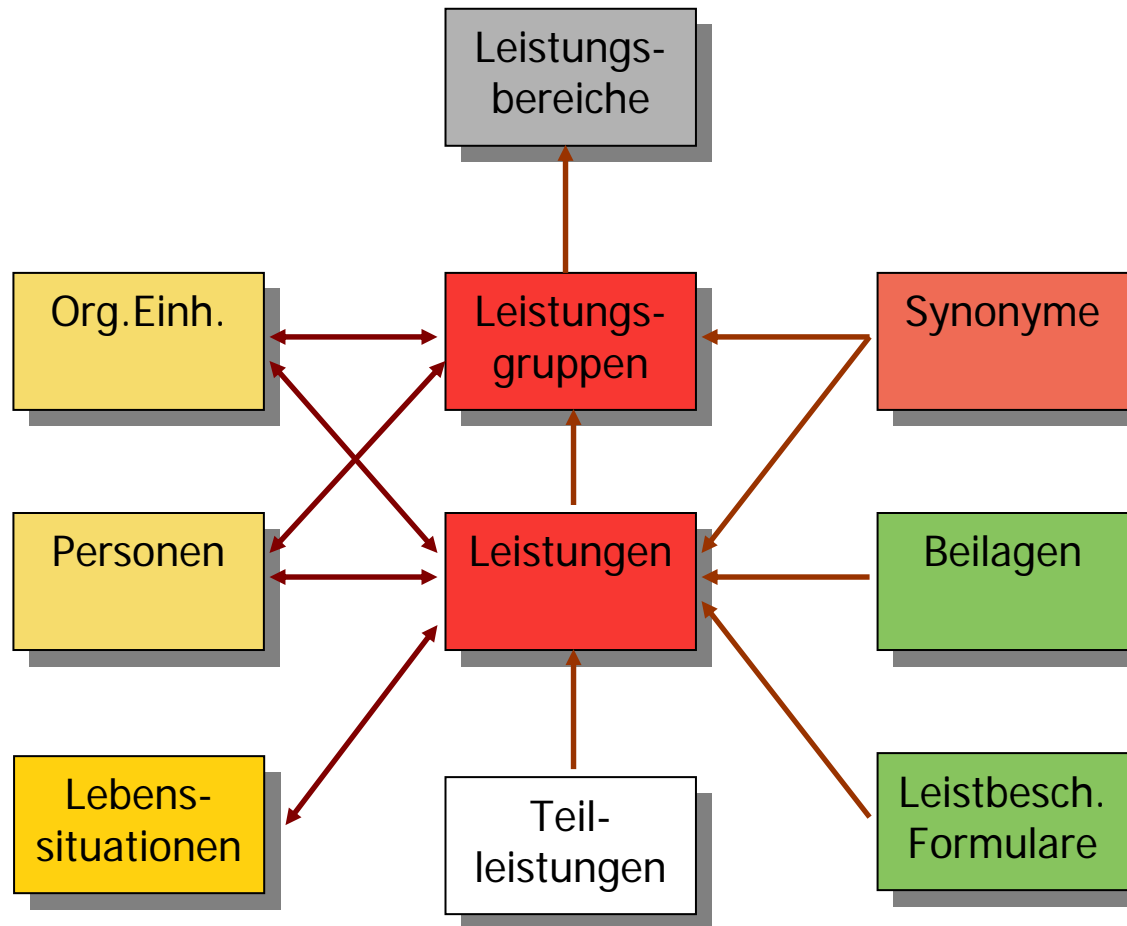 Leistungs-
bereiche
Org.Einh.
Leistungs-
gruppen
Synonyme
Personen
Leistungen
Beilagen
Lebens-
situationen
Teil-
leistungen
Leistbesch.
Formulare